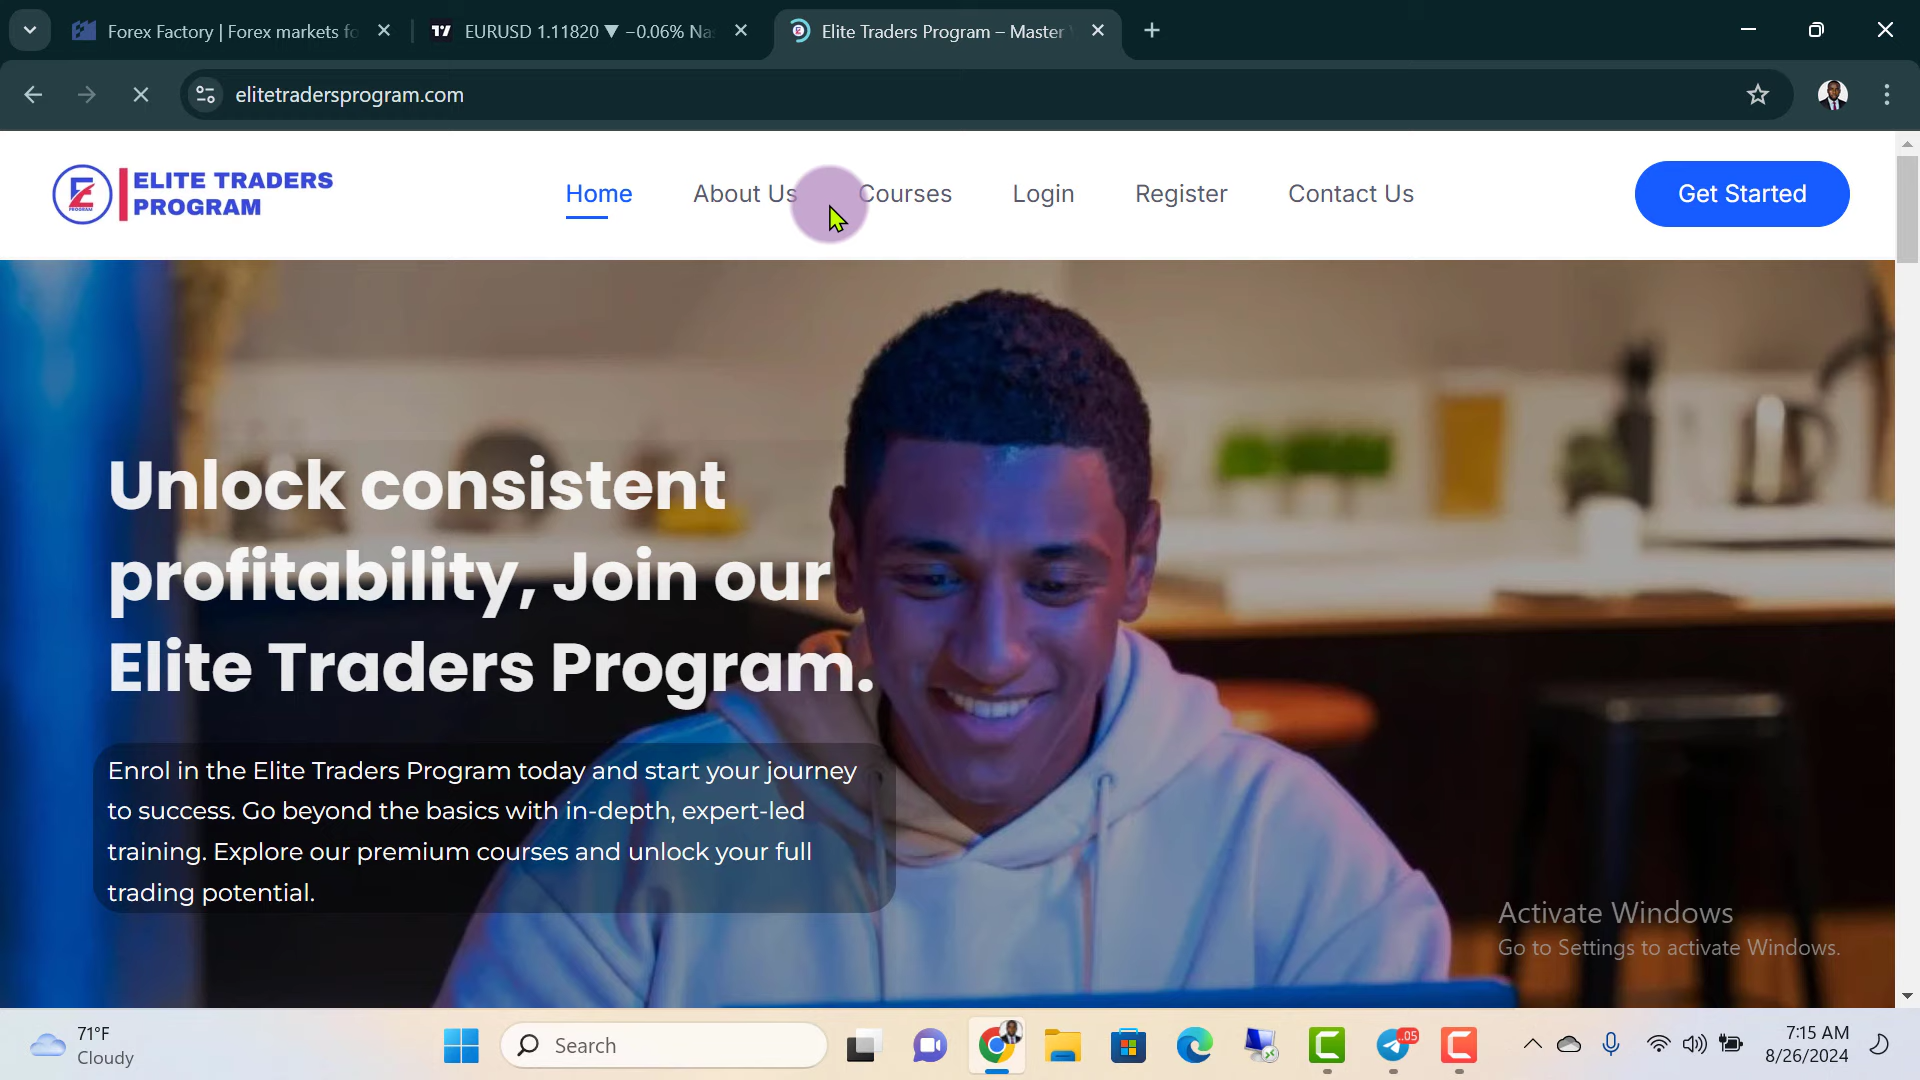 Forex Factory | Forex markets fo
EURUSD 1.11820 ▼ −0.06% Na
Elite Traders Program – Master
elitetradersprogram.com
ELITE TRADERS
PROGRAM
Home
About Us
Courses
Login
Register
Contact Us
Get Started
Unlock consistent
profitability, Join our
Elite Traders Program.
Enrol in the Elite Traders Program today and start your journey
to success. Go beyond the basics with in-depth, expert-led
training. Explore our premium courses and unlock your full
trading potential.
Activate Windows
Go to Settings to activate Windows.
71°F
Cloudy
Search
.05
7:15 AM
8/26/2024